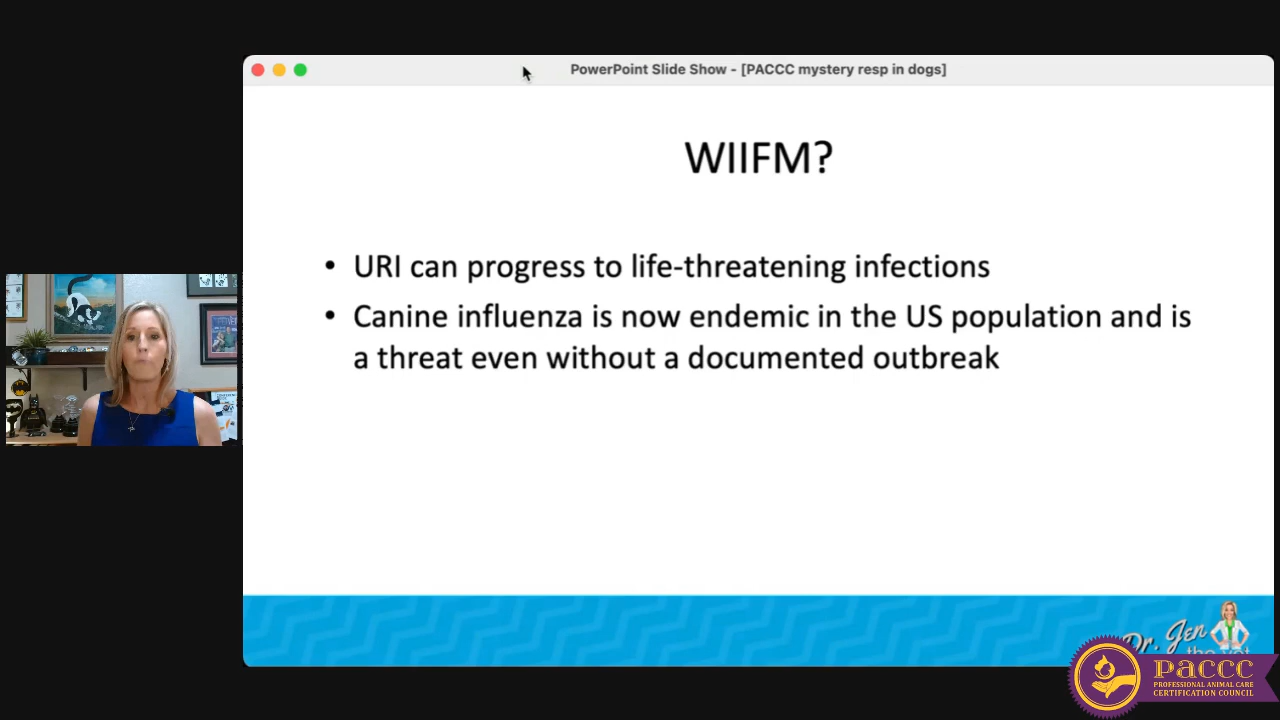 PowerPoint Slide Show - [PACCC mystery resp in dogs]
WIIFM?
• URI can progress to life-threatening infections
• Canine influenza is now endemic in the US population and is
a threat even without a documented outbreak
Dr. Jen
the vet
PACCC
PROFESSIONAL ANIMAL CARE
CERTIFICATION COUNCIL